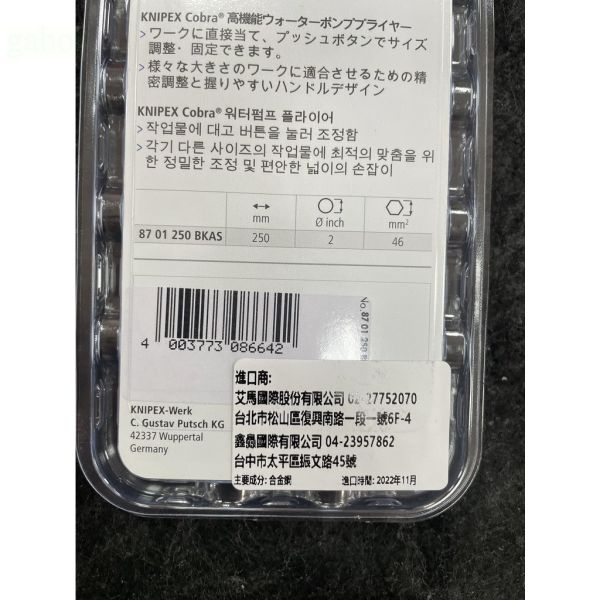 KNIPEX Cobra® 高機能ウォーターポンププライヤー
> ワークに直接当て、プッシュボタンでサイズ
調整・固定できます。
> 様々な大きさのワークに適合させるための精
密調整と握りやすいハンドルデザイン
KNIPEX Cobra® 워터펌프 플라이어
> 작업물에 대고 버튼을 눌러 조정함
> 각기 다른 사이즈의 작업물에 최적의 맞춤을 위
한 정밀한 조정 및 편안한 넓이의 손잡이
mm Ø inch mm²
87 01 250 BKAS 250 2 46
No. 87 01 250
4 003773 086642
KNIPEX-Werk
C. Gustav Putsch KG
42337 Wuppertal
Germany
進口商:
艾馬國際股份有限公司 02-27752070
台北市松山區復興南路一段一號6F-4
鑫蠡國際有限公司 04-23957862
台中市太平區振文路45號
主要成分: 合金鋼 進口時間: 2022年11月